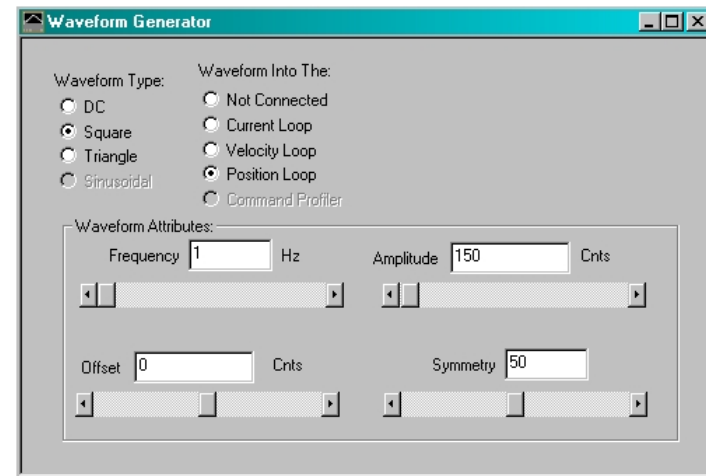 Waveform Generator
Waveform Type:
DC
Square
Triangle
Sinusoidal
Waveform Into The:
Not Connected
Current Loop
Velocity Loop
Position Loop
Command Profiler
Waveform Attributes:
Frequency 1 Hz
Amplitude 150 Cnts
Offset 0 Cnts
Symmetry 50